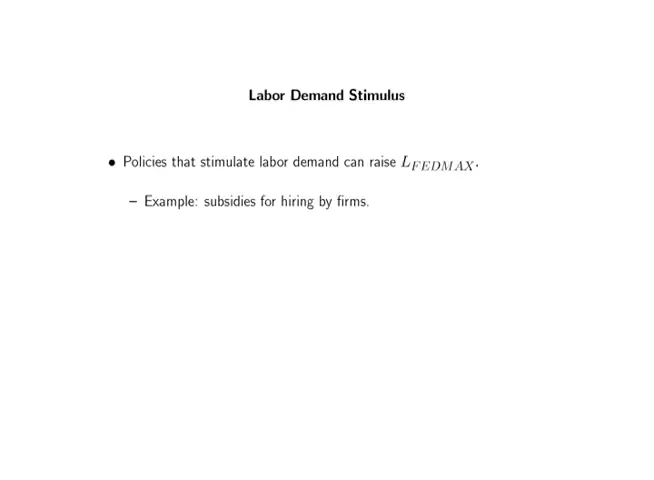 Labor Demand Stimulus
• Policies that stimulate labor demand can raise L_{FEDMAX}.
– Example: subsidies for hiring by firms.